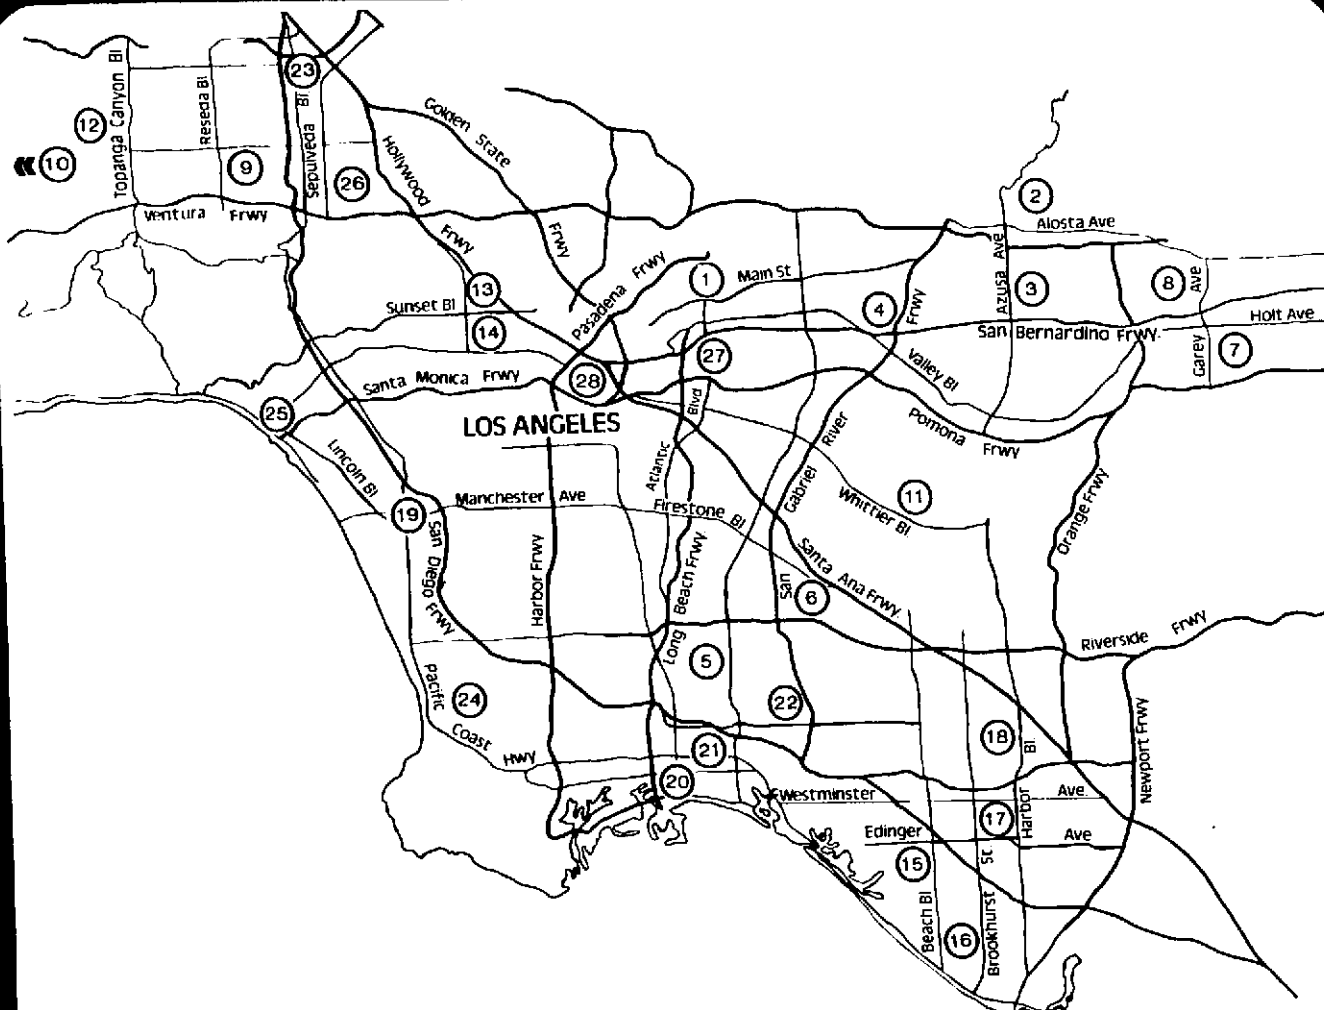 Topanga Canyon Bl
Reseda Bl
Sepulveda Bl.
23
12
10
9
26
Ventura Frwy
Hollywood Frwy
Golden State Frwy
2
Alosta Ave
Azusa Ave
3
8
Garey Ave
Holt Ave
7
San Bernardino Frwy.
1
Main St
4
Pasadena Frwy
13
Sunset Bl
14
27
28
Santa Monica Frwy
LOS ANGELES
25
Lincoln Bl
Valley Bl
Pomona Frwy
Atlantic Blvd
San Gabriel River Frwy
11
Whittier Bl.
Orange Frwy
19
Manchester Ave
Firestone Bl
San Diego Frwy
Harbor Frwy
Long Beach Frwy.
Santa Ana Frwy.
6
Riverside Frwy
5
24
Pacific Coast Hwy
22
21
20
18
Harbor Bl.
Newport Frwy
Westminster Ave
17
Edinger Ave
15
Beach Bl
16
Brookhurst St.